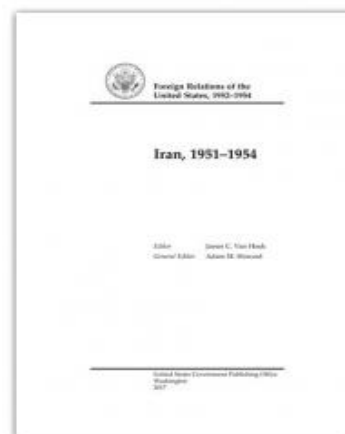 Foreign Relations of the
United States, 1952–1954
Iran, 1951–1954
Editor James C. Van Hook
General Editor Adam M. Howard
United States Government Publishing Office
Washington
2017